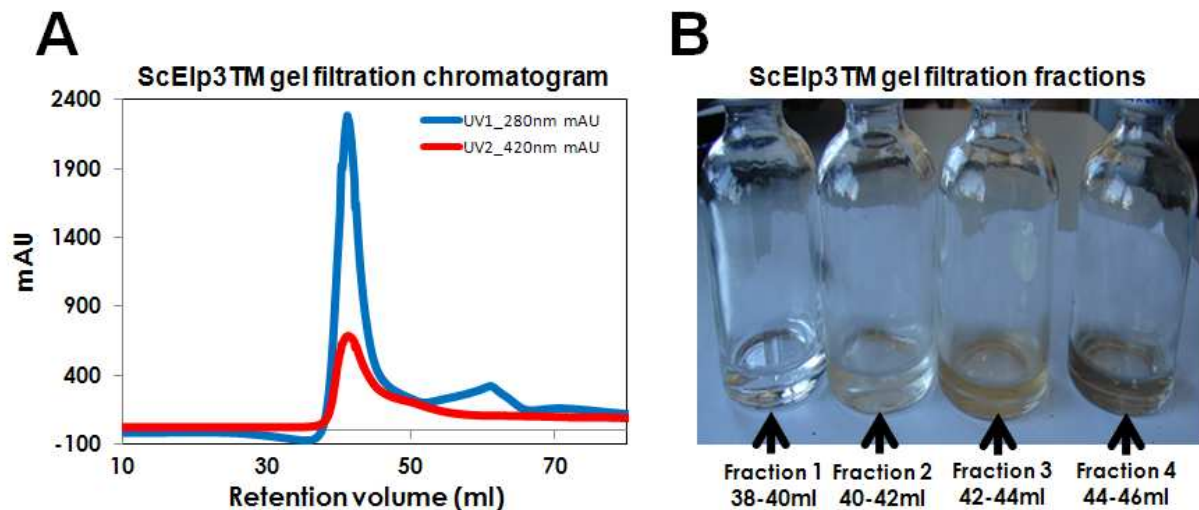 A
ScElp3TM gel filtration chromatogram
2400
1900
1400
900
400
-100
mAU
UV1_280nm mAU
UV2_420nm mAU
10
30
50
70
Retention volume (ml)
B
ScElp3TM gel filtration fractions
Fraction 1
38-40ml
Fraction 2
40-42ml
Fraction 3
42-44ml
Fraction 4
44-46ml